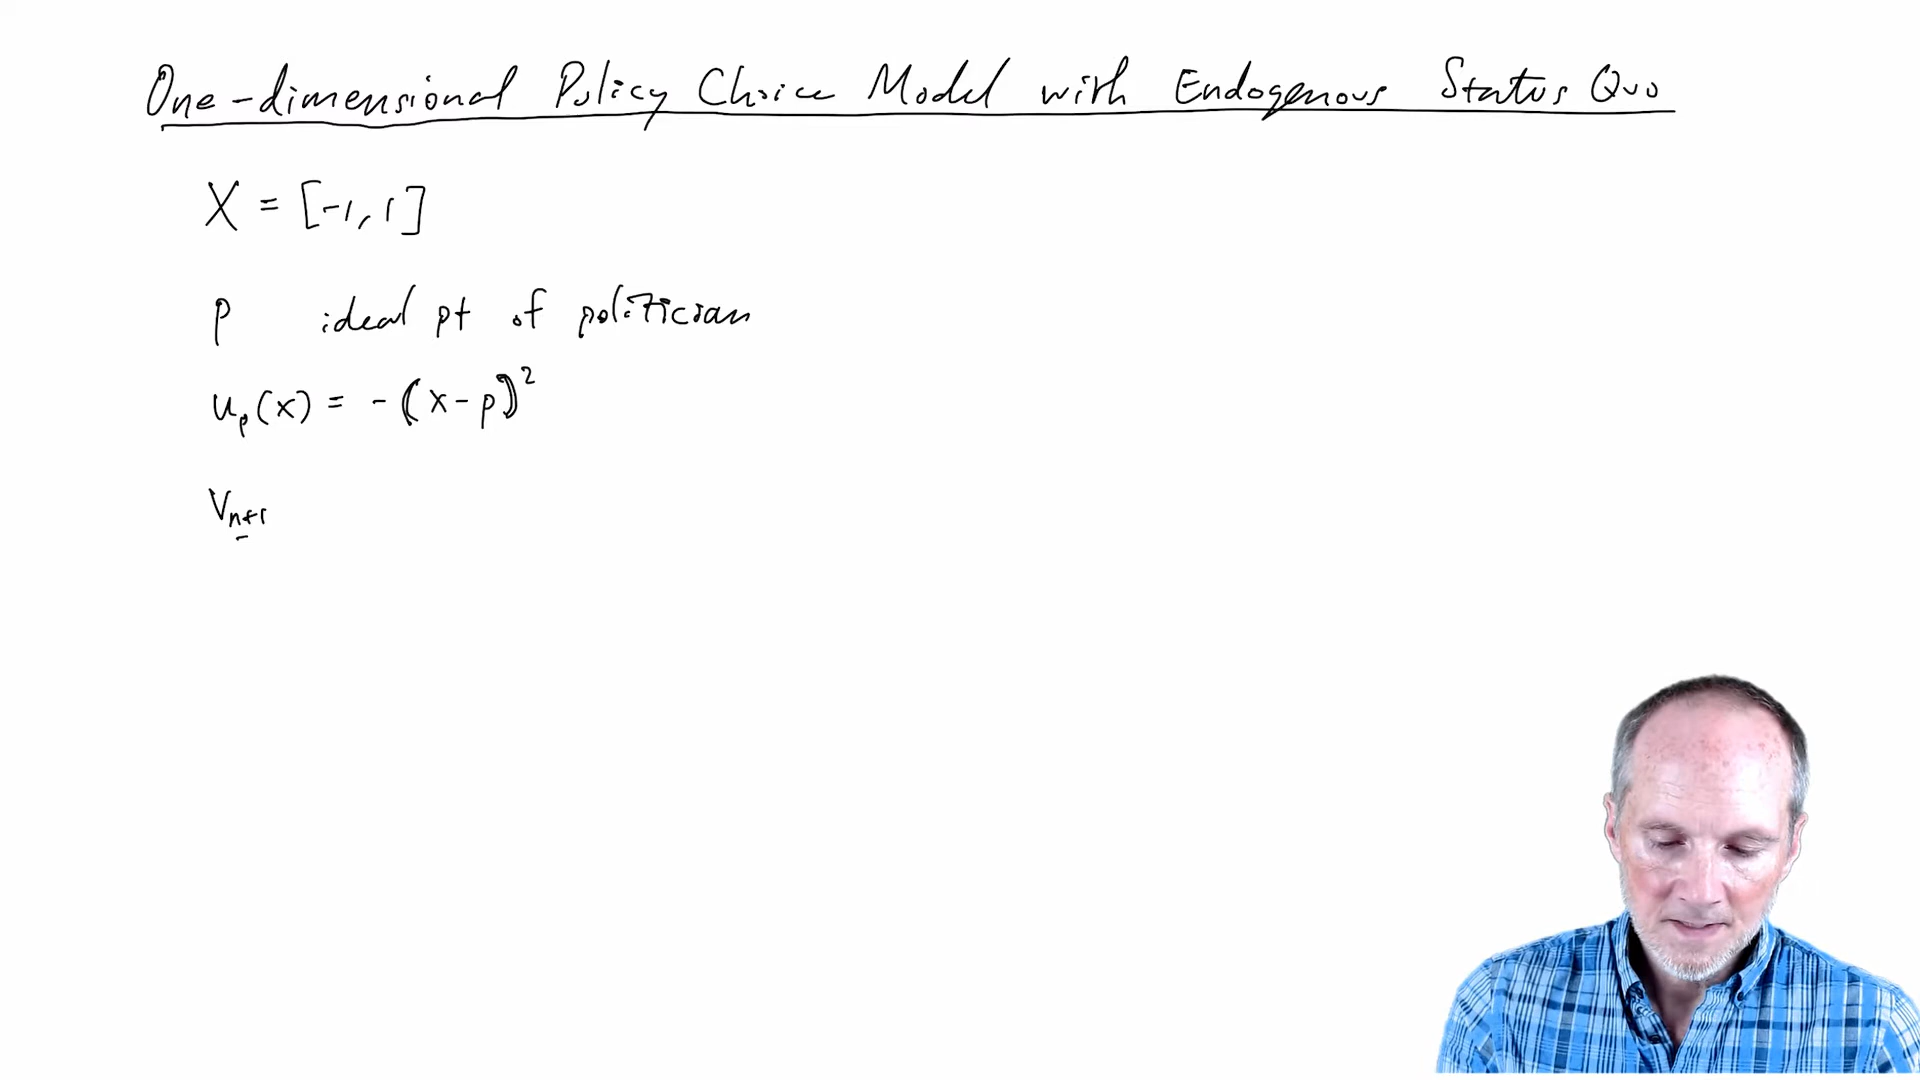 One-dimensional Policy Choice Model with Endogenous Status Quo
X = [-1, 1]
p ideal pt of politician
u_p(x) = -(x-p)²
V_{n+1}